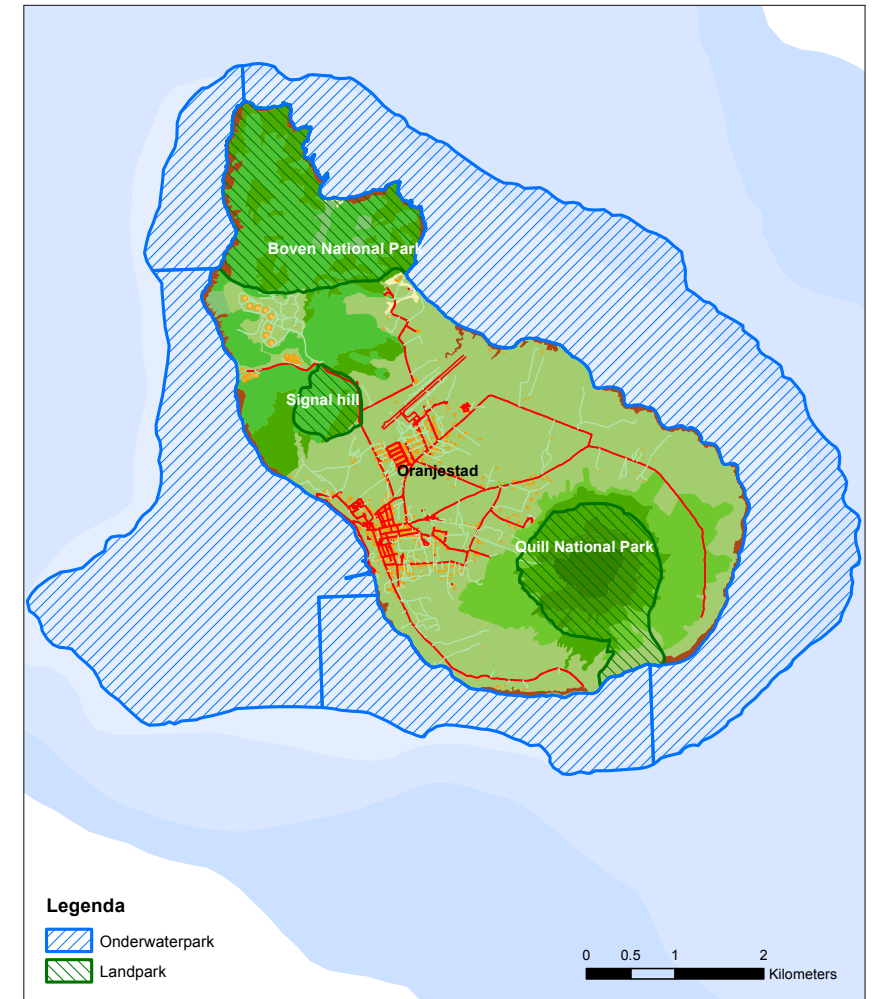 Boven National Park
Signal hill
Oranjestad
Quill National Park
Legenda
Onderwaterpark
Landpark
0 0.5 1 2
Kilometers